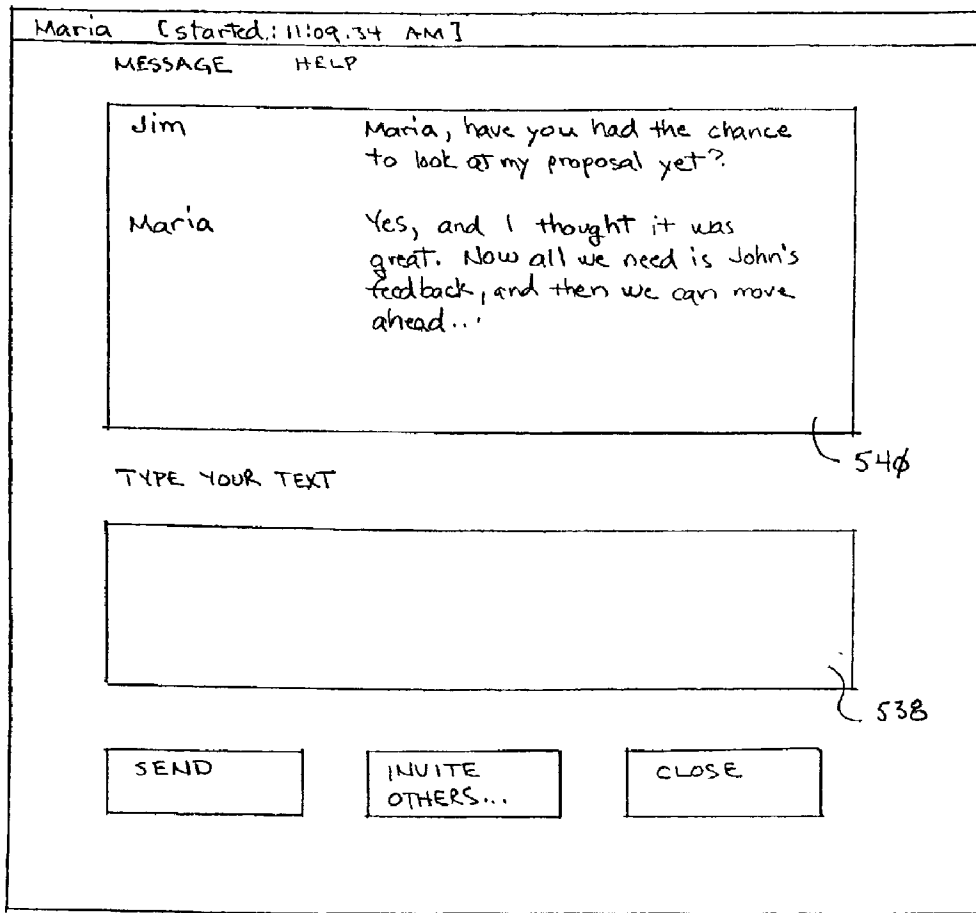 Maria [started: 11:09.34 AM]
MESSAGE HELP
Jim Maria, have you had the chance
to look at my proposal yet?
Maria Yes, and I thought it was
great. Now all we need is John's
feedback, and then we can move
ahead...
540
TYPE YOUR TEXT
538
SEND INVITE CLOSE
OTHERS...